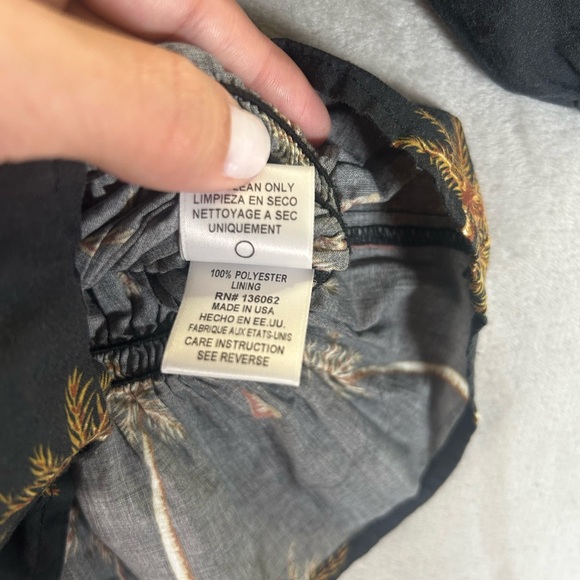 CLEAN ONLY
LIMPIEZA EN SECO
NETTOYAGE A SEC
UNIQUEMENT
100% POLYESTER
LINING
RN# 136062
MADE IN USA
HECHO EN EE.UU.
FABRIQUE AUX ETATS-UNIS
CARE INSTRUCTION
SEE REVERSE